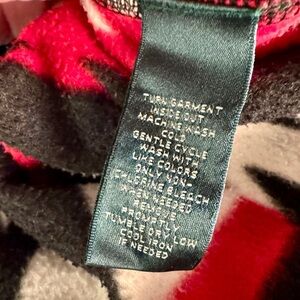 TURN GARMENT
INSIDE OUT
MACHINE WASH
COLD
GENTLE CYCLE
WASH WITH
LIKE COLORS
ONLY NON-
CHLORINE BLEACH
WHEN NEEDED
REMOVE
PROMPTLY
TUMBLE DRY LOW
COOL IRON
IF NEEDED